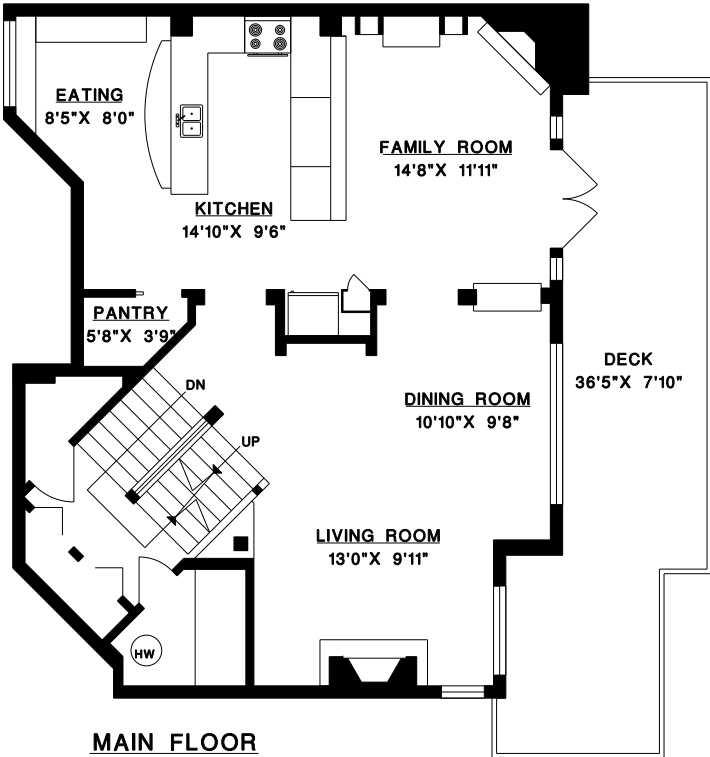 EATING
8'5"X 8'0"
FAMILY ROOM
14'8"X 11'11"
KITCHEN
14'10"X 9'6"
PANTRY
5'8"X 3'9"
DECK
36'5"X 7'10"
DN
DINING ROOM
10'10"X 9'8"
UP
LIVING ROOM
13'0"X 9'11"
HW
MAIN FLOOR